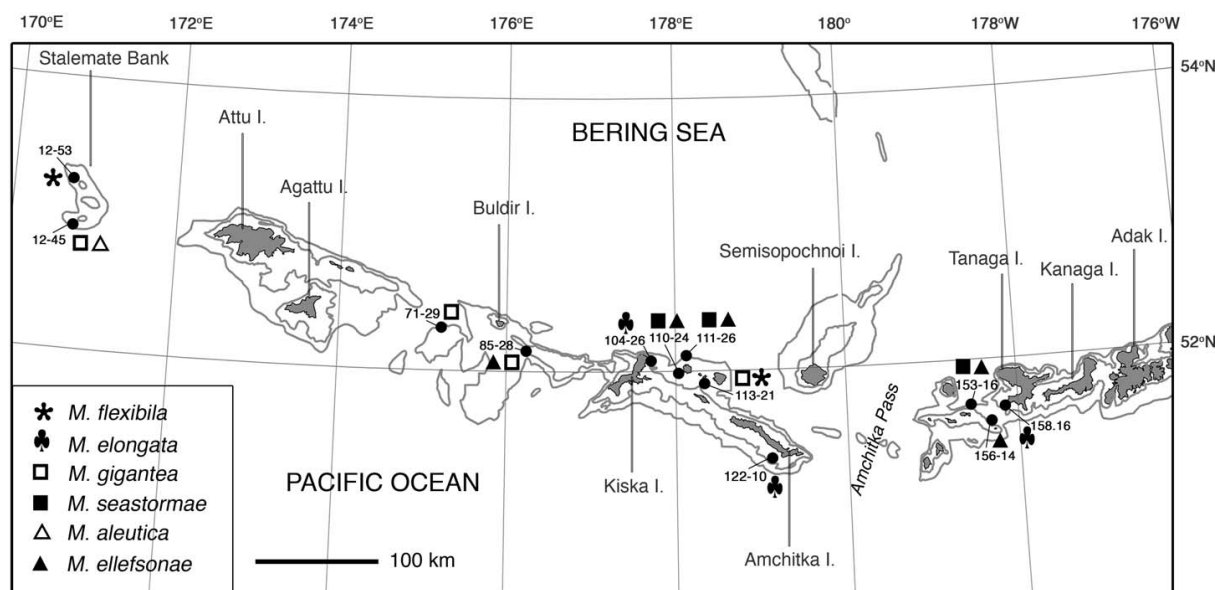 170°E 172°E 174°E 176°E 178°E 180° 178°W 176°W
Stalemate Bank
54°N
Attu I.
BERING SEA
12-53
Agattu I.
Buldir I.
Semisopochnoi I.
Adak I.
Tanaga I.
Kanaga I.
12-45
71-29
104-26
110-24
111-26
52°N
85-28
153-16
113-21
158.16
156-14
Amchitka Pass
122-10
PACIFIC OCEAN
Kiska I.
Amchitka I.
100 km
M. flexibila
M. elongata
M. gigantea
M. seastormae
M. aleutica
M. ellefsonae